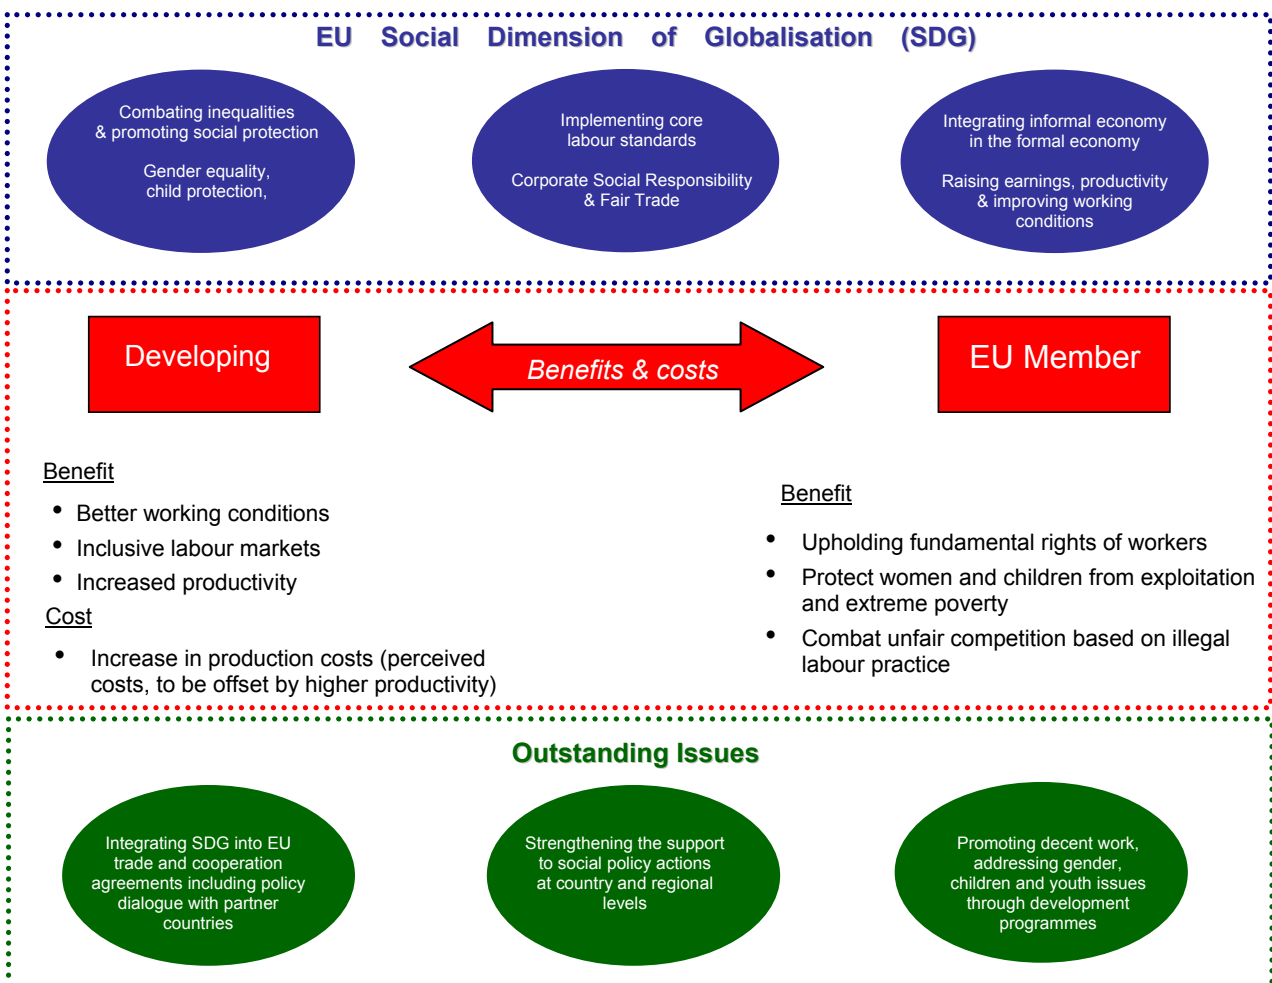 EU Social Dimension of Globalisation (SDG)
Combating inequalities
& promoting social protection
Gender equality,
child protection,
Implementing core
labour standards
Corporate Social Responsibility
& Fair Trade
Integrating informal economy
in the formal economy
Raising earnings, productivity
& improving working
conditions
Developing
Benefits & costs
EU Member
Benefit
• Better working conditions
• Inclusive labour markets
• Increased productivity
Cost
• Increase in production costs (perceived
costs, to be offset by higher productivity)
Benefit
• Upholding fundamental rights of workers
• Protect women and children from exploitation
and extreme poverty
• Combat unfair competition based on illegal
labour practice
Outstanding Issues
Integrating SDG into EU
trade and cooperation
agreements including policy
dialogue with partner
countries
Strengthening the support
to social policy actions
at country and regional
levels
Promoting decent work,
addressing gender,
children and youth issues
through development
programmes